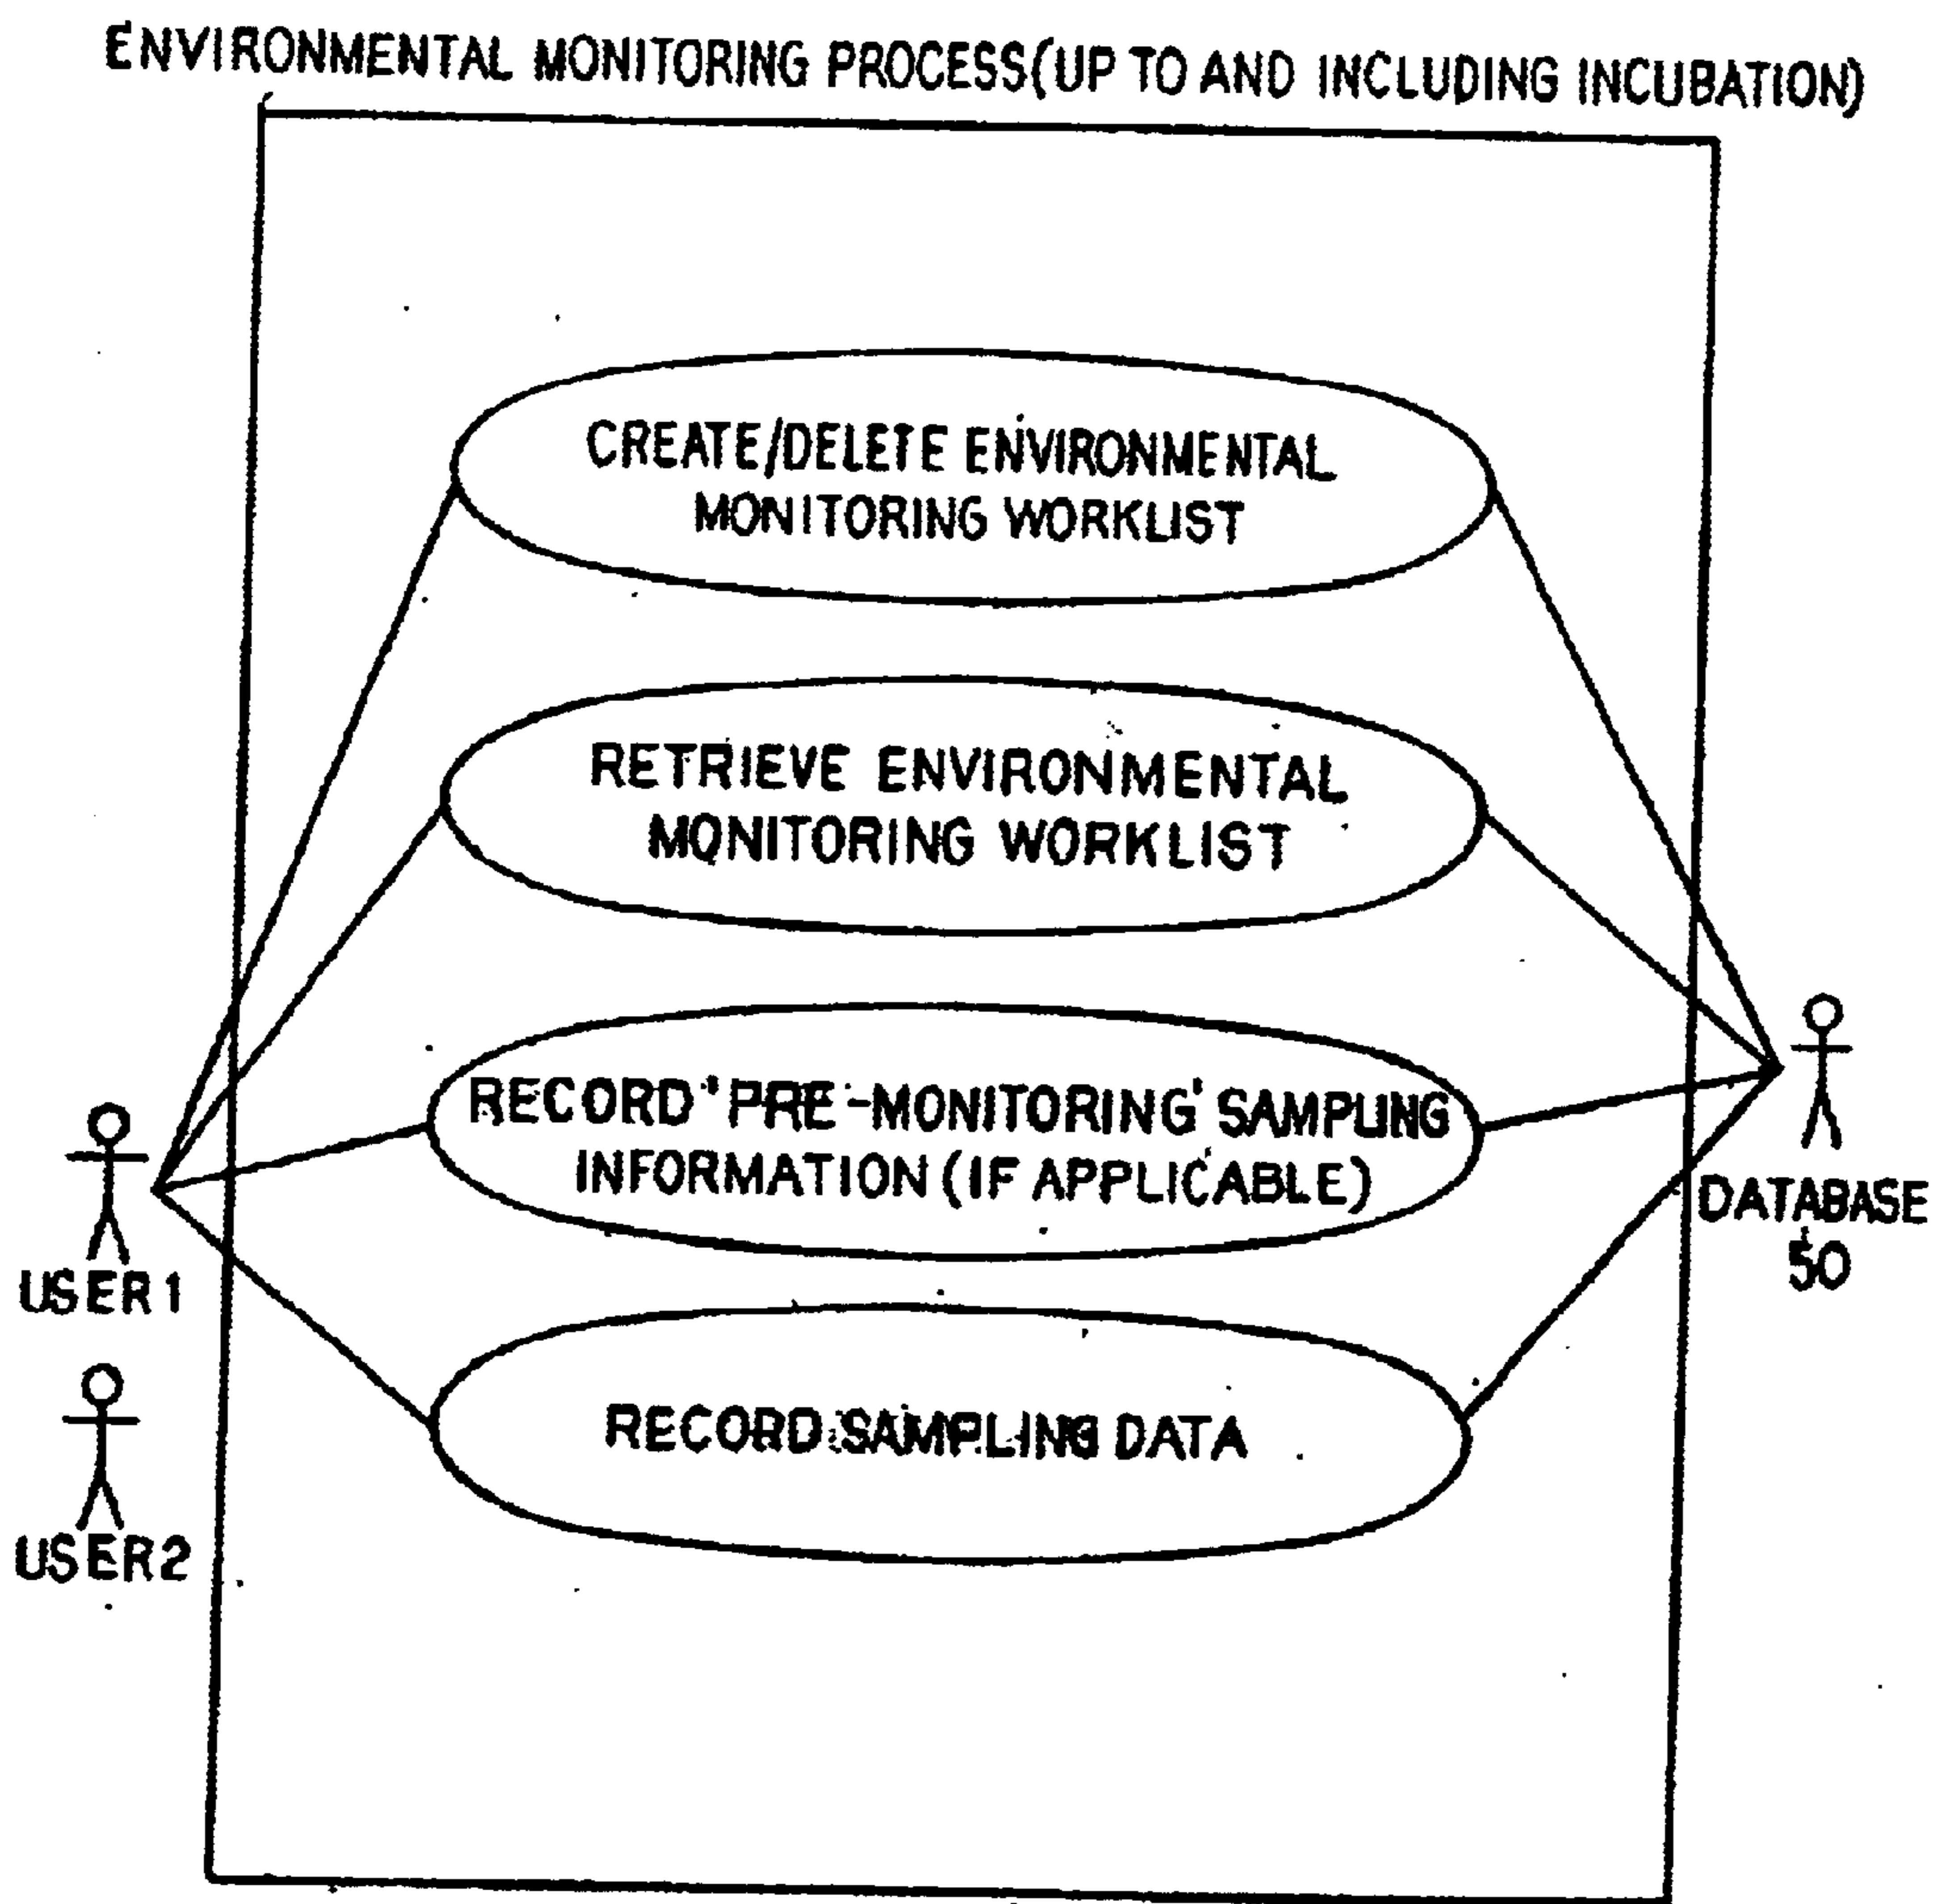 ENVIRONMENTAL MONITORING PROCESS(UP TO AND INCLUDING INCUBATION)
CREATE/DELETE ENVIRONMENTAL
MONITORING WORKLIST
RETRIEVE ENVIRONMENTAL
MONITORING WORKLIST
RECORD 'PRE-MONITORING' SAMPLING
INFORMATION (IF APPLICABLE)
RECORD SAMPLING DATA
USER1
USER2
DATABASE
50